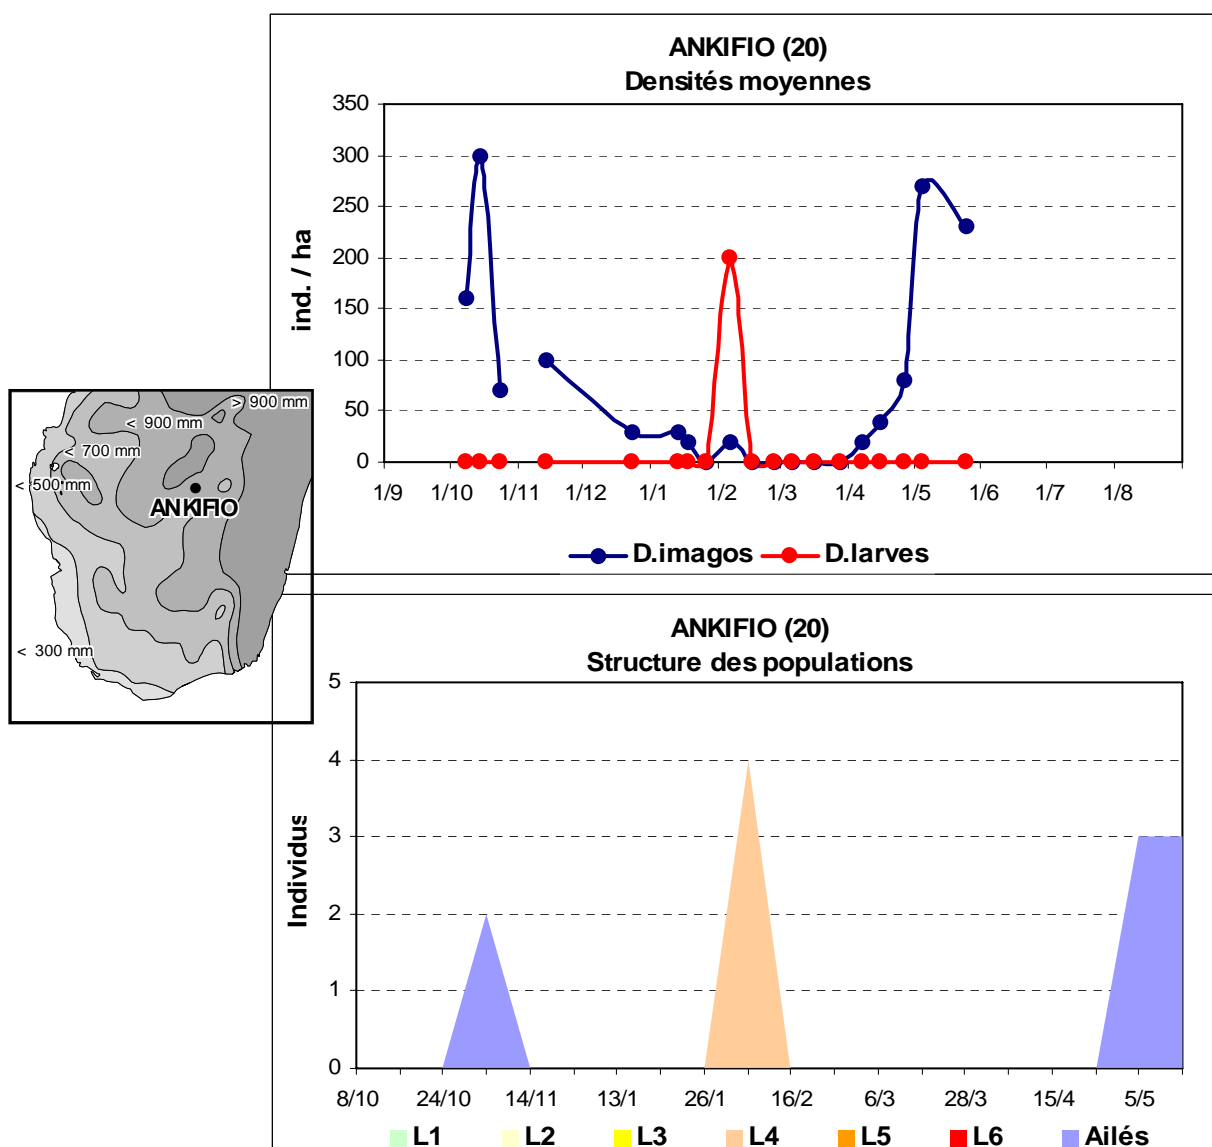 ANKIFIO (20)
Densités moyennes
350
300
250
200
150
100
50
0
ind. / ha
1/9 1/10 1/11 1/12 1/1 1/2 1/3 1/4 1/5 1/6 1/7 1/8
D.imagos D.larves
> 900 mm
< 900 mm
< 700 mm
< 500 mm
ANKIFIO
< 300 mm
ANKIFIO (20)
Structure des populations
5
4
3
2
1
0
Individus
8/10 24/10 14/11 13/1 26/1 16/2 6/3 28/3 15/4 5/5
L1 L2 L3 L4 L5 L6 Ailés